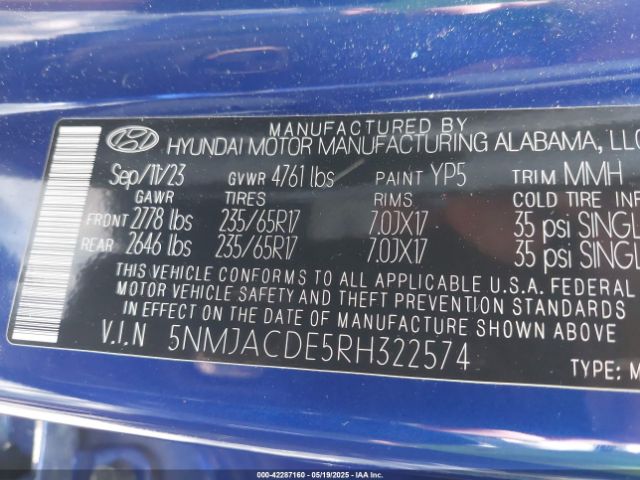 MANUFACTURED BY
HYUNDAI MOTOR MANUFACTURING ALABAMA, LLC
Sep/11/23 GVWR 4761 lbs PAINT YP5 TRIM MMH
GAWR TIRES RIMS COLD TIRE INF
FRONT 2778 lbs 235/65R17 7.0JX17 35 psi SINGL
REAR 2646 lbs 235/65R17 7.0JX17 35 psi SINGL
THIS VEHICLE CONFORMS TO ALL APPLICABLE U.S.A. FEDERAL
MOTOR VEHICLE SAFETY AND THEFT PREVENTION STANDARDS
IN EFFECT ON THE DATE OF MANUFACTURE SHOWN ABOVE
V.I.N 5NMJACDE5RH322574
TYPE: M
000-42287160 - 05/19/2025 - IAA Inc.